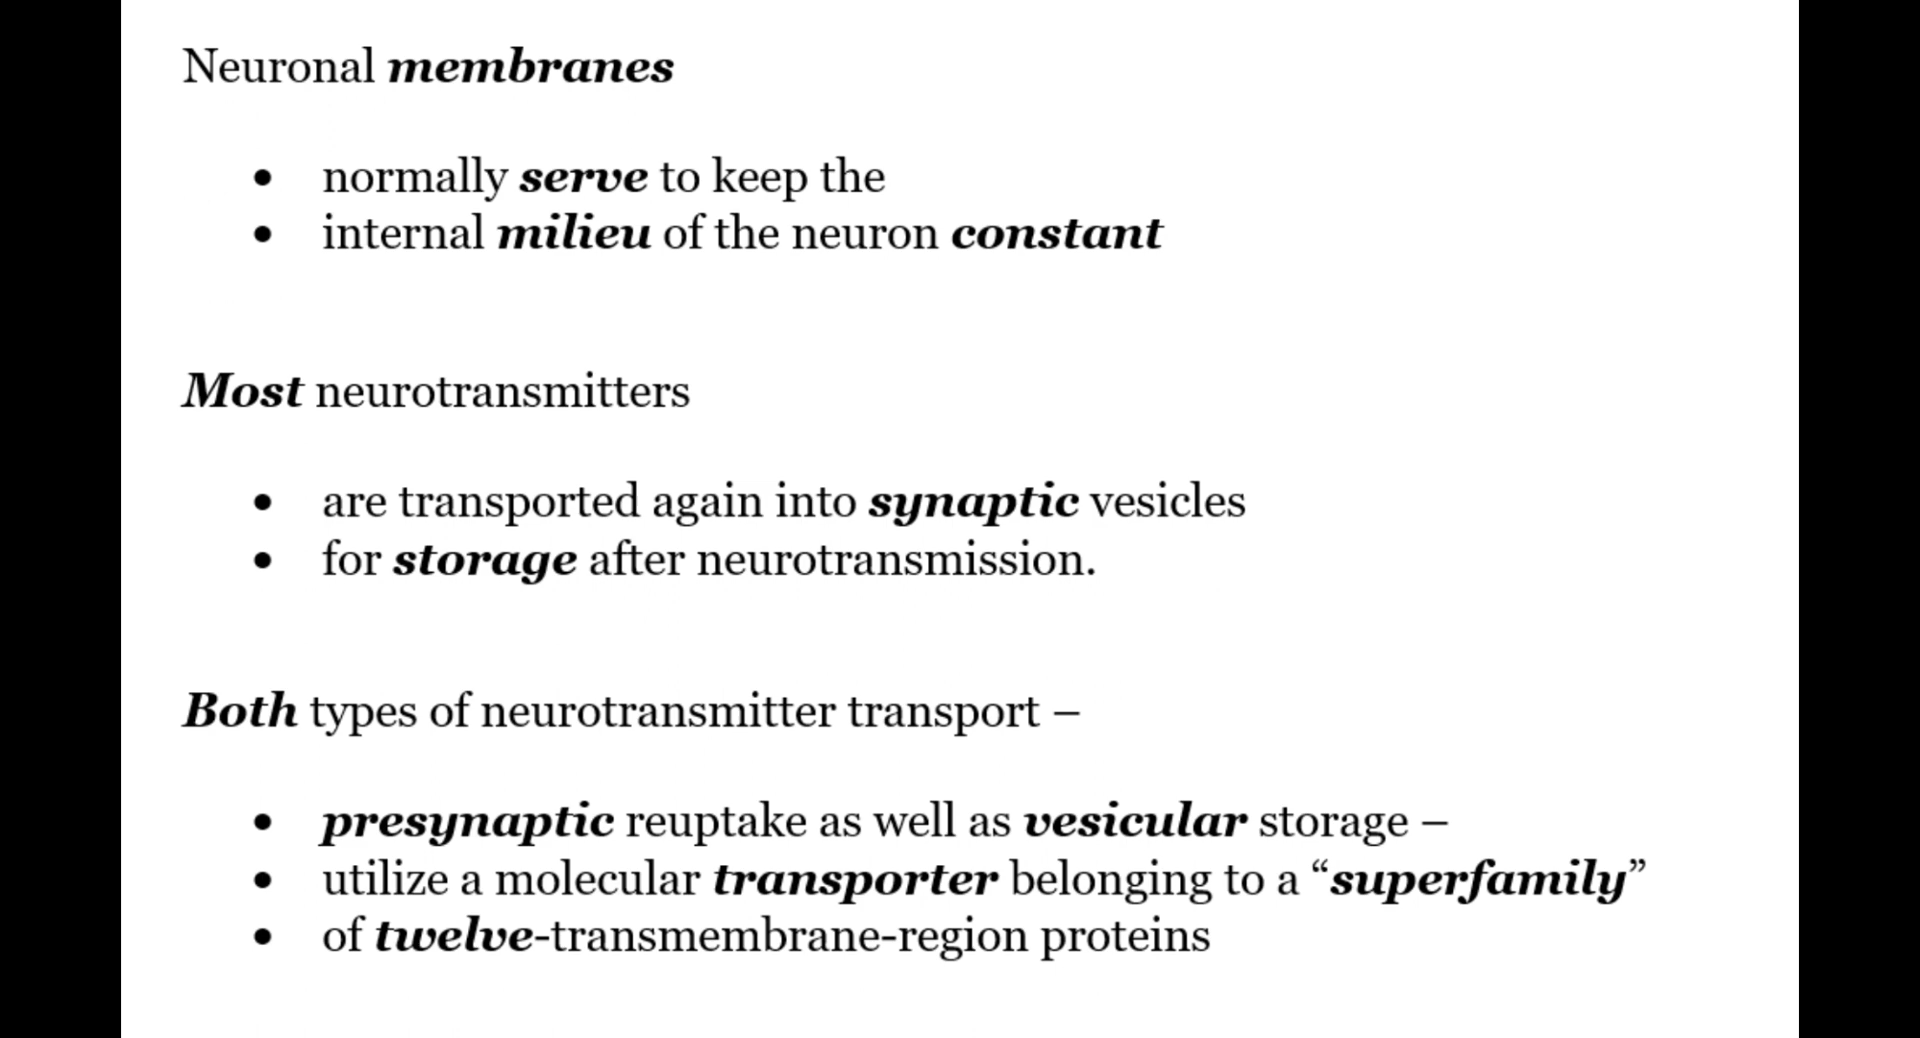 Neuronal membranes
• normally serve to keep the
• internal milieu of the neuron constant
Most neurotransmitters
• are transported again into synaptic vesicles
• for storage after neurotransmission.
Both types of neurotransmitter transport –
• presynaptic reuptake as well as vesicular storage –
• utilize a molecular transporter belonging to a “superfamily”
• of twelve-transmembrane-region proteins